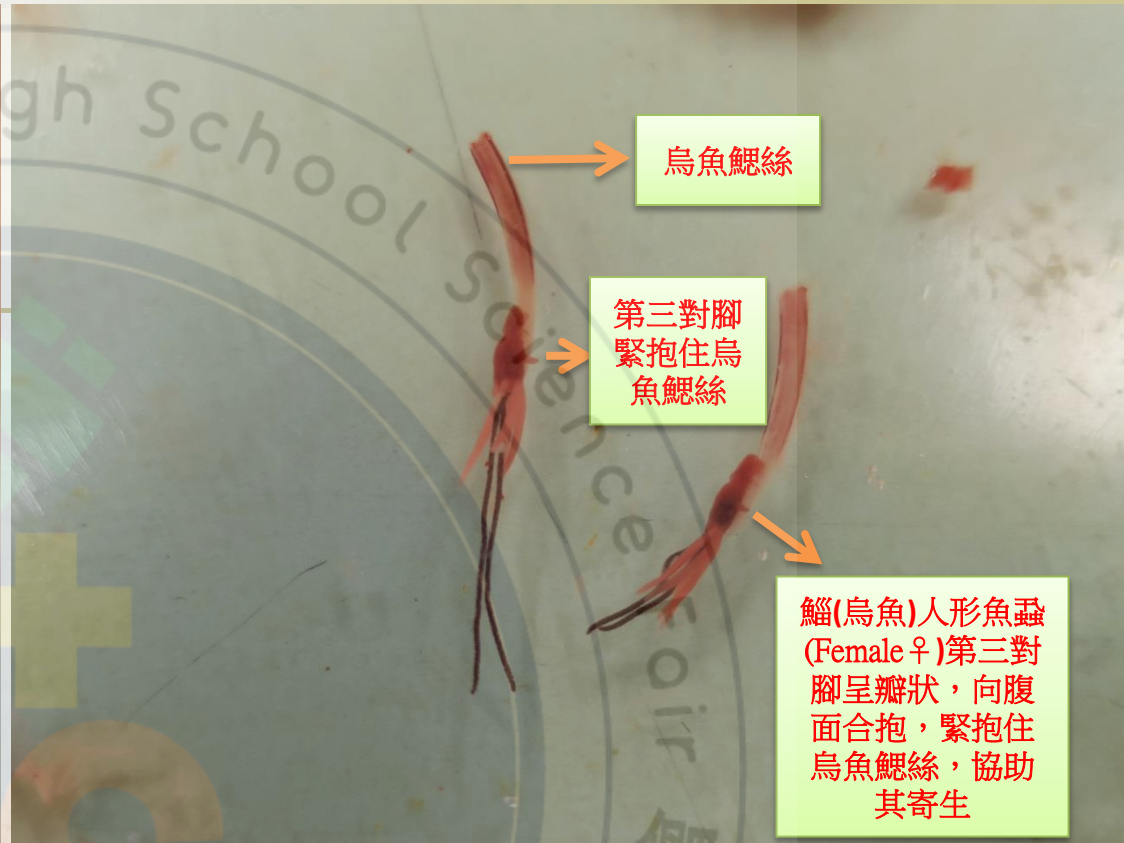 gh School Science Fair
烏魚鰓絲
第三對腳
緊抱住烏
魚鰓絲
鯔(烏魚)人形魚蝨
(Female♀)第三對
腳呈瓣狀，向腹
面合抱，緊抱住
烏魚鰓絲，協助
其寄生